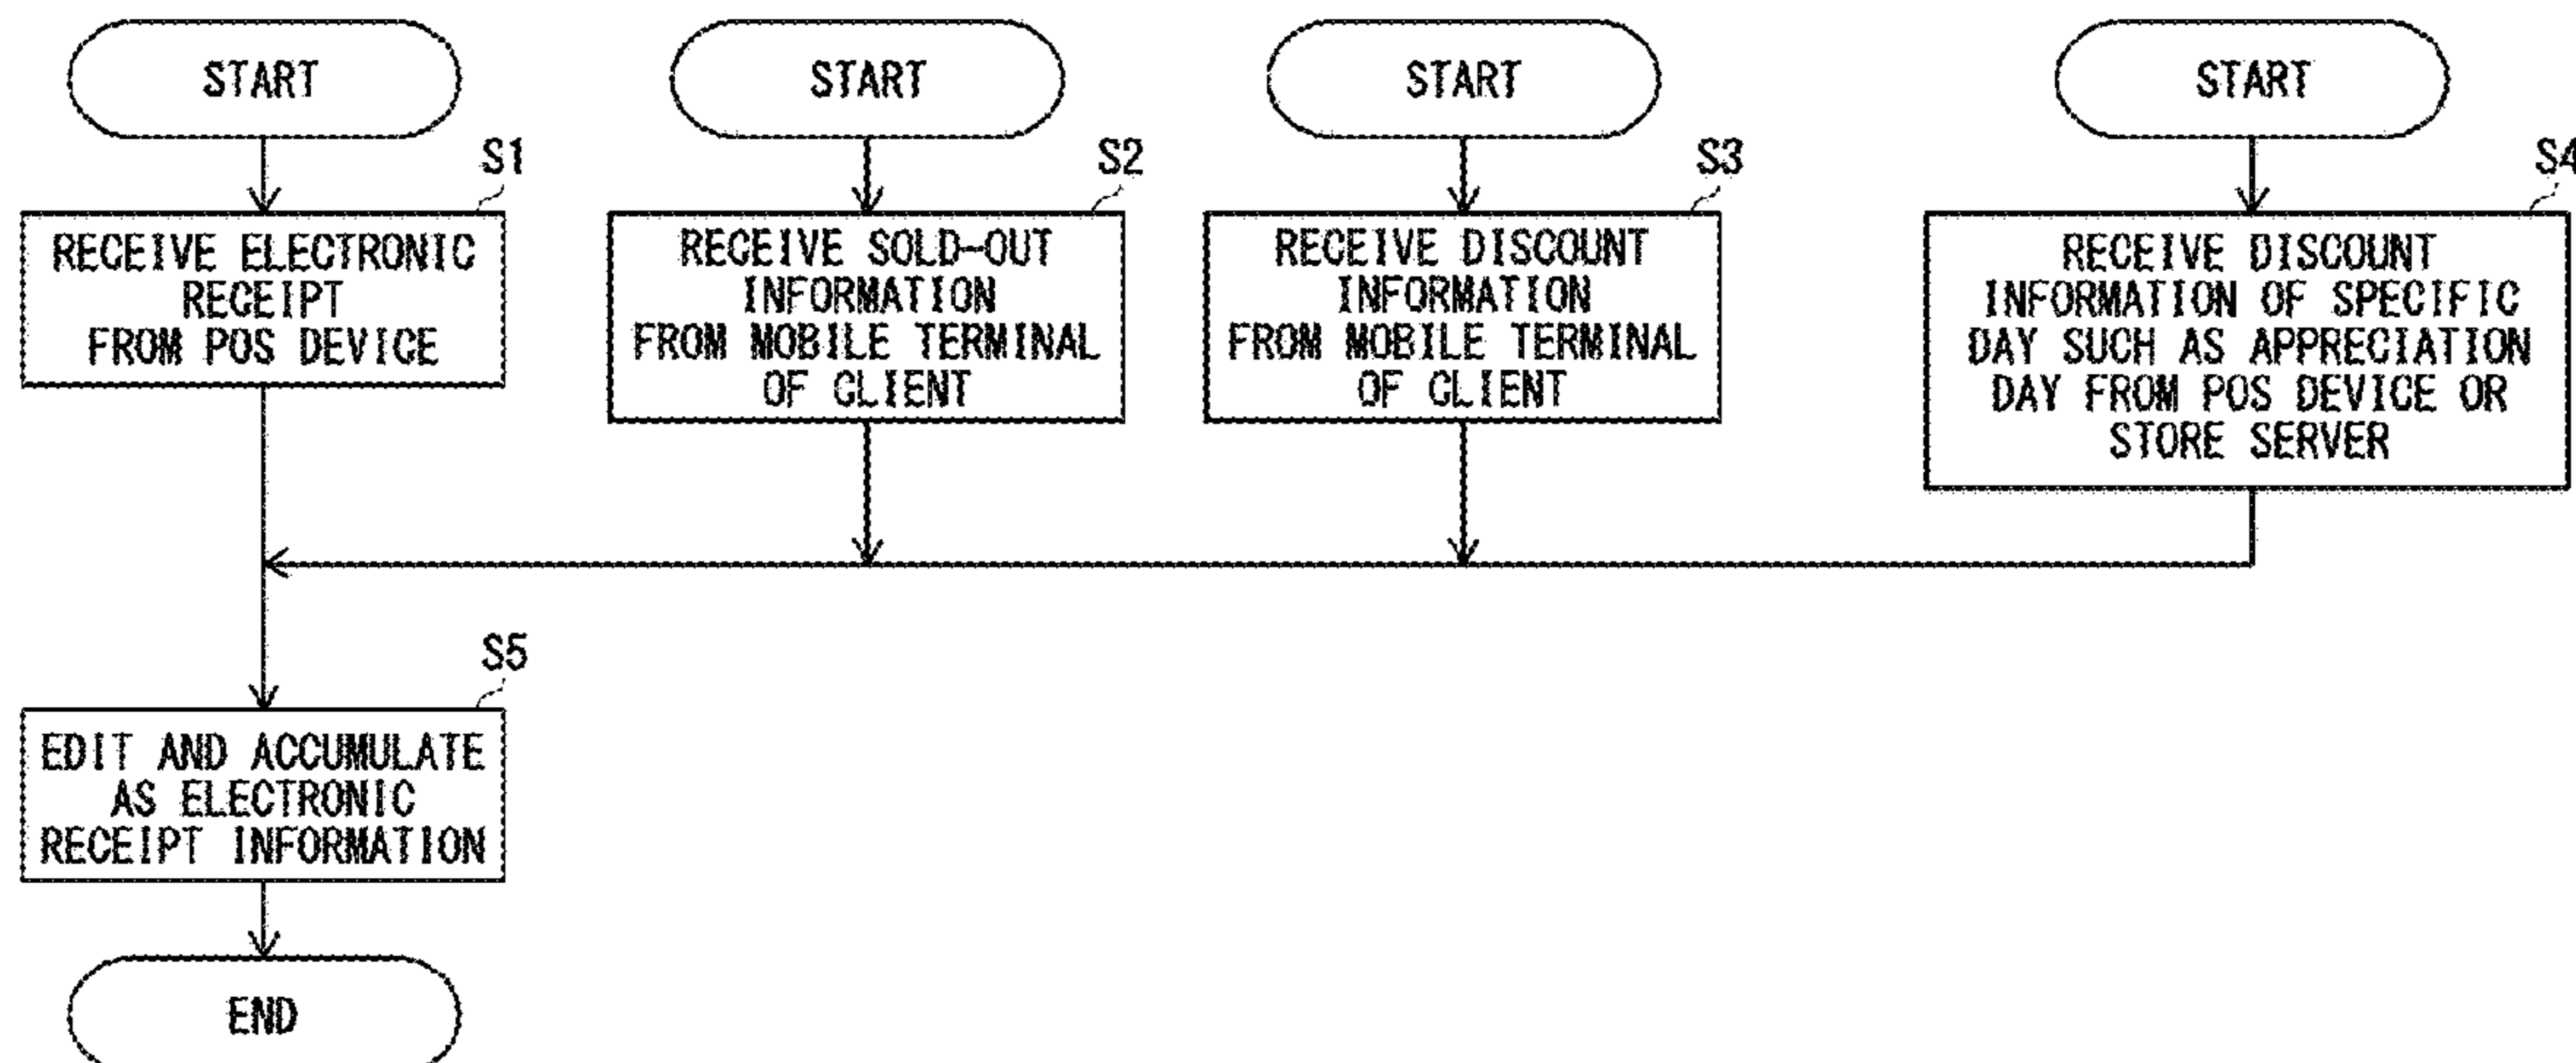 START
START
START
START
S1
S2
S3
S4
RECEIVE ELECTRONIC
RECEIPT
FROM POS DEVICE
RECEIVE SOLD-OUT
INFORMATION
FROM MOBILE TERMINAL
OF CLIENT
RECEIVE DISCOUNT
INFORMATION
FROM MOBILE TERMINAL
OF CLIENT
RECEIVE DISCOUNT
INFORMATION OF SPECIFIC
DAY SUCH AS APPRECIATION
DAY FROM POS DEVICE OR
STORE SERVER
S5
EDIT AND ACCUMULATE
AS ELECTRONIC
RECEIPT INFORMATION
END